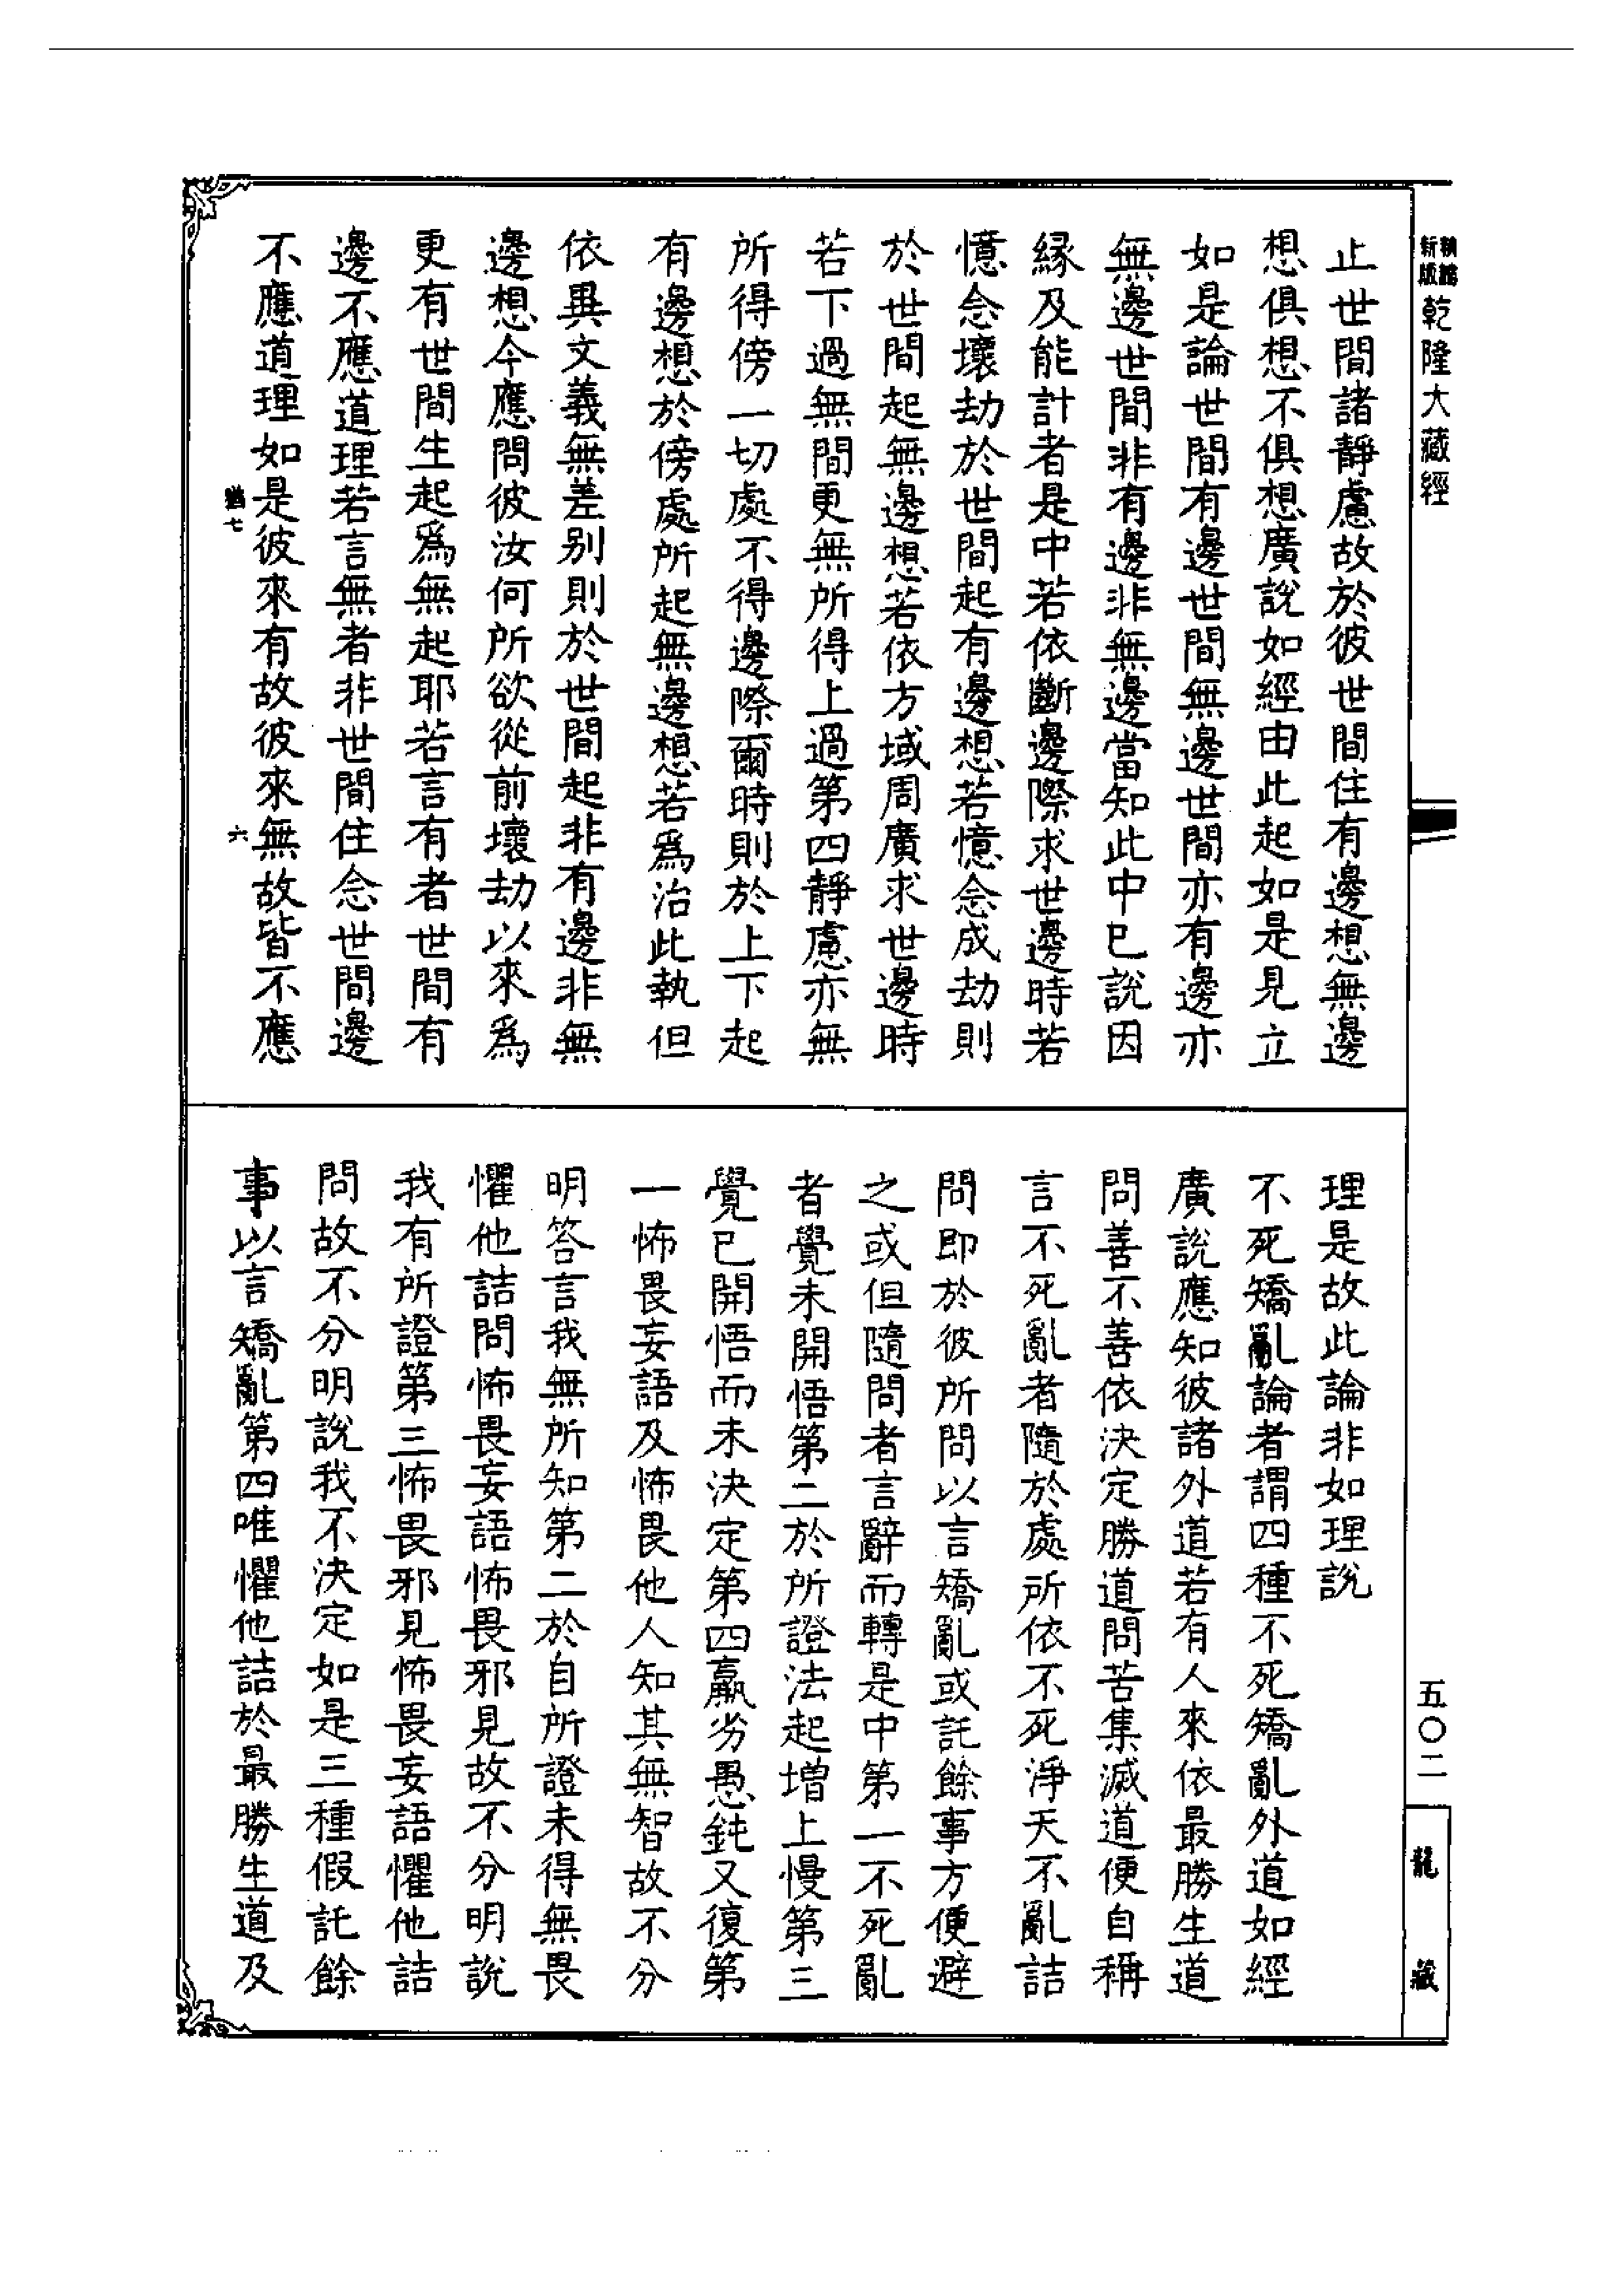 新版
乾隆大藏經
止世間諸靜慮故於彼世間住有邊想無邊
想俱想不俱想廣說如經由此起如是見立
如是論世間有邊世間無邊世間亦有邊亦
無邊世間非有邊非無邊當知此中已說因
緣及能計者是中若依斷邊際求世邊時若
憶念壞劫於世間起有邊想若憶念成劫則
於世間起無邊想若依方域周廣求世邊時
若下過無間更無所得上過第四靜慮亦無
所得傍一切處不得邊際爾時則於上下起
有邊想於傍處所起無邊想若爲治此執但
依異文義無差别則於世間起非有邊非無
邊想今應問彼汝何所欲從前壞劫以來爲
更有世間生起爲無起耶若言有者世間有
邊不應道理若言無者非世間住念世間邊
不應道理如是彼來有故彼來無故皆不應
七
六
理是故此論非如理說
不死矯亂論者謂四種不死矯亂外道如經
廣說應知彼諸外道若有人來依最勝生道
問善不善依決定勝道問苦集滅道便自稱
言不死亂者隨於處所依不死淨天不亂詰
問即於彼所問以言矯亂或託餘事方便避
之或但隨問者言辭而轉是中第一不死亂
者覺未開悟第二於所證法起增上慢第三
覺已開悟而未決定第四羸劣愚鈍又復第
一怖畏妄語及怖畏他人知其無智故不分
明答言我無所知第二於自所證未得無畏
懼他詰問怖畏妄語怖畏邪見故不分明說
我有所證第三怖畏邪見怖畏妄語懼他詰
問故不分明說我不決定如是三種假託餘
事以言矯亂第四唯懼他詰於最勝生道及
五〇二
龍藏